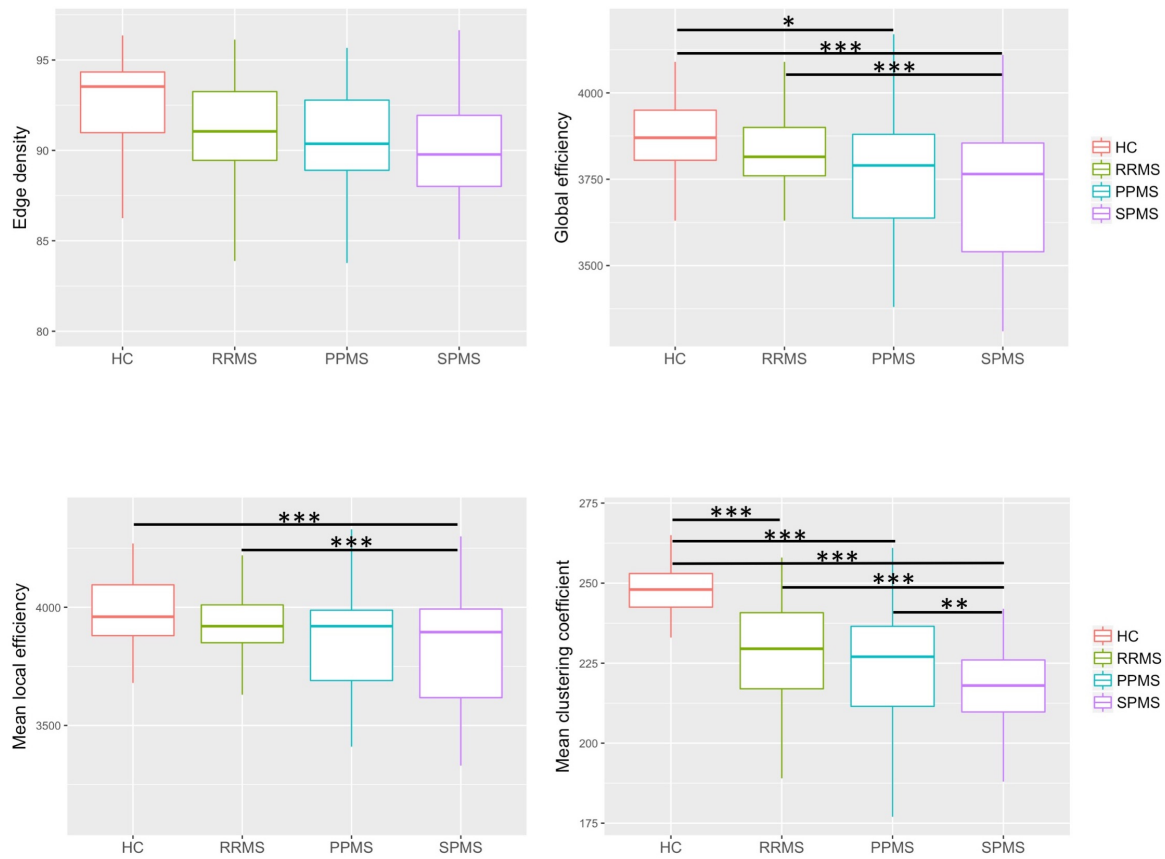 Edge density
95
90
85
80
HC RRMS PPMS SPMS
Global efficiency
4000
3750
3500
*
***
***
HC RRMS PPMS SPMS
HC
RRMS
PPMS
SPMS
Mean local efficiency
4000
3500
***
***
HC RRMS PPMS SPMS
Mean clustering coefficient
275
250
225
200
175
***
***
***
***
**
HC RRMS PPMS SPMS
HC
RRMS
PPMS
SPMS